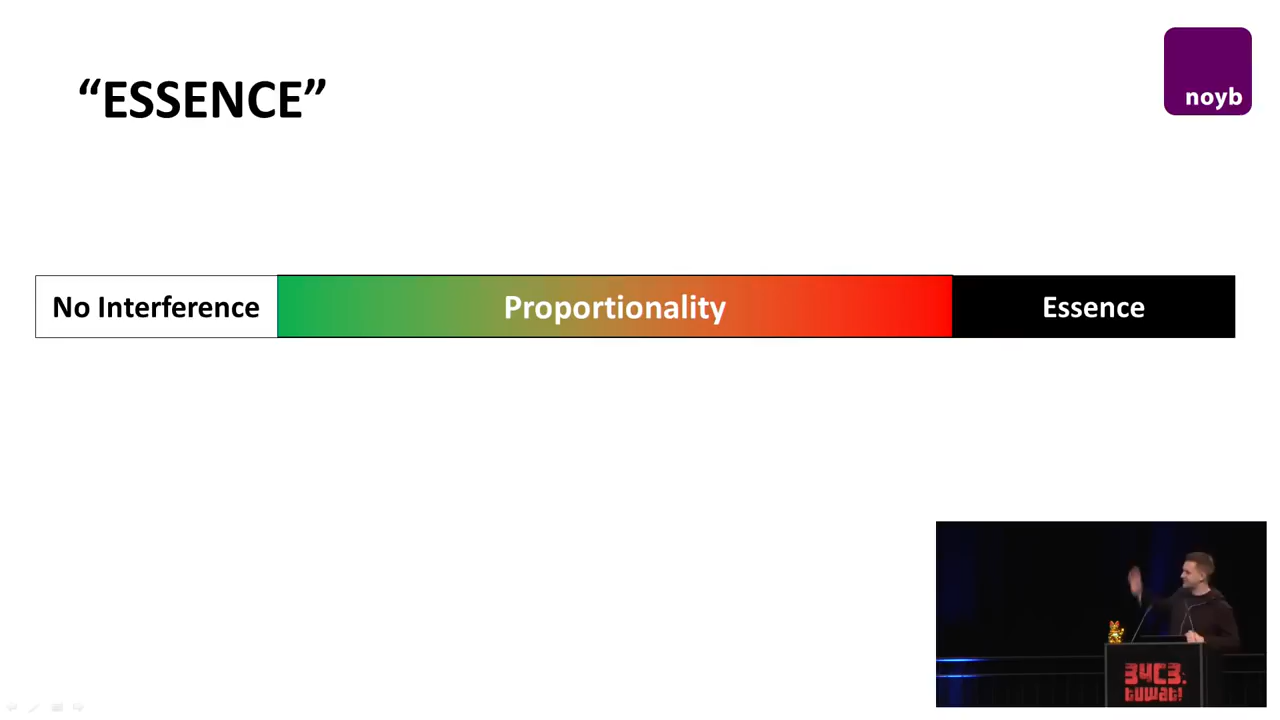 “ESSENCE”
noyb
No Interference
Proportionality
Essence
34C3.
tuwat!